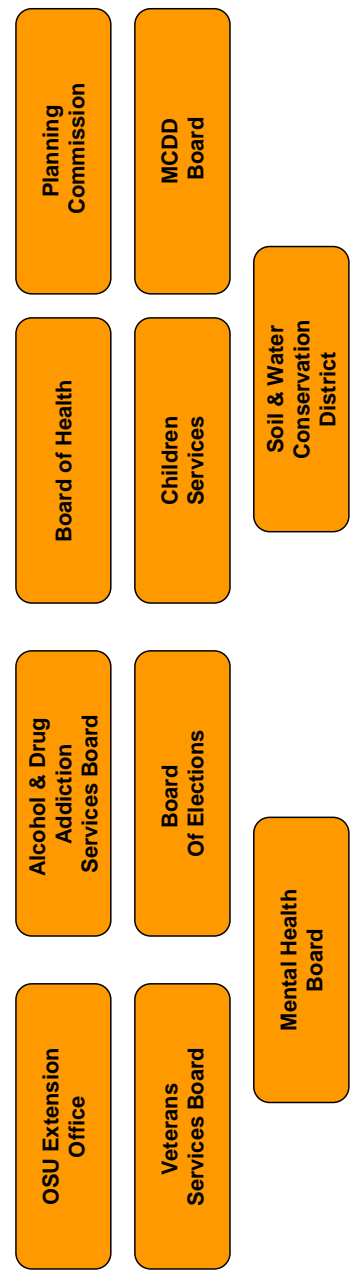 OSU Extension
Office
Alcohol & Drug
Addiction
Services Board
Board of Health
Planning
Commission
Veterans
Services Board
Board
Of Elections
Children
Services
MCDD
Board
Mental Health
Board
Soil & Water
Conservation
District